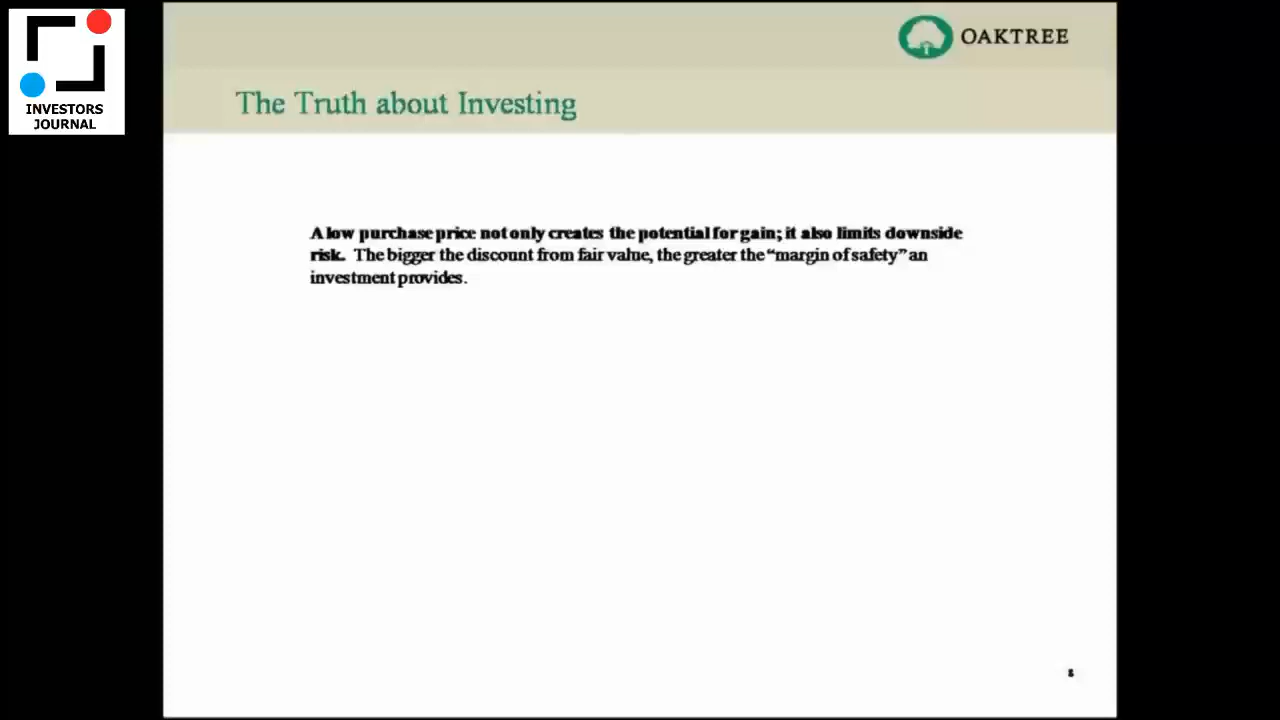 INVESTORS
JOURNAL
OAKTREE
The Truth about Investing
A low purchase price not only creates the potential for gain; it also limits downside
risk. The bigger the discount from fair value, the greater the “margin of safety” an
investment provides.